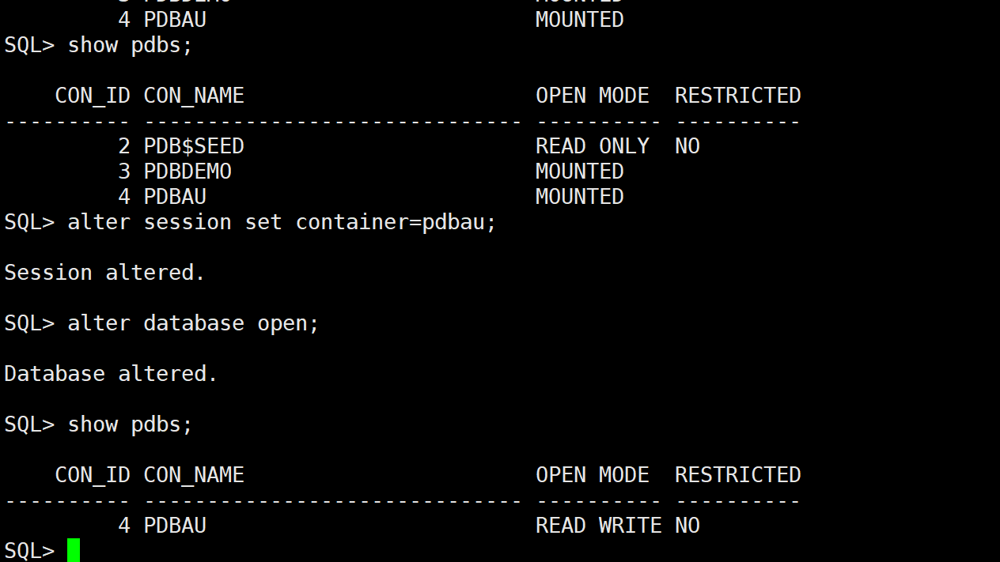 4 PDBAU MOUNTED
SQL> show pdbs;
CON_ID CON_NAME OPEN MODE RESTRICTED
---------- ------------------------------ ---------- ----------
2 PDB$SEED READ ONLY NO
3 PDBDEMO MOUNTED
4 PDBAU MOUNTED
SQL> alter session set container=pdbau;
Session altered.
SQL> alter database open;
Database altered.
SQL> show pdbs;
CON_ID CON_NAME OPEN MODE RESTRICTED
---------- ------------------------------ ---------- ----------
4 PDBAU READ WRITE NO
SQL>